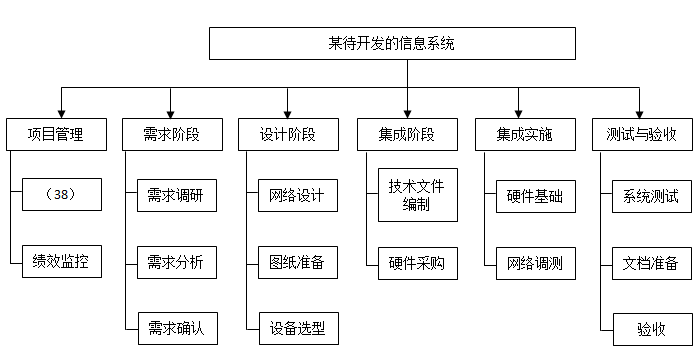 某待开发的信息系统
项目管理
需求阶段
设计阶段
集成阶段
集成实施
测试与验收
（38）
需求调研
网络设计
技术文件
编制
硬件基础
系统测试
绩效监控
需求分析
图纸准备
硬件采购
网络调测
文档准备
需求确认
设备选型
验收